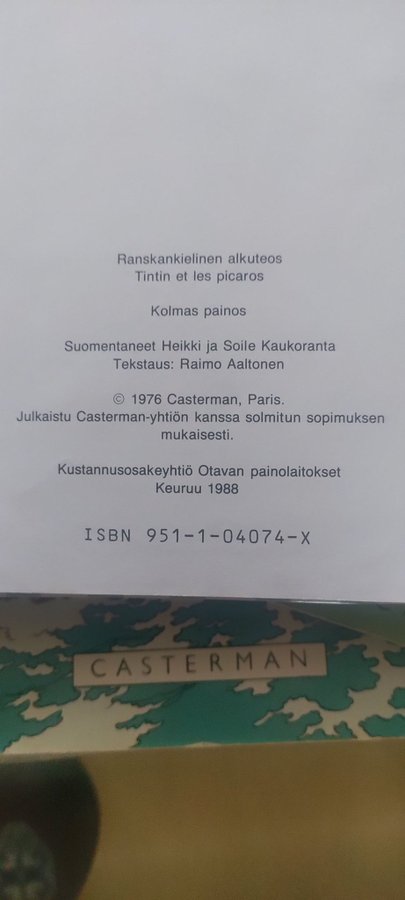 Ranskankielinen alkuteos
Tintin et les picaros
Kolmas painos
Suomentaneet Heikki ja Soile Kaukoranta
Tekstaus: Raimo Aaltonen
© 1976 Casterman, Paris.
Julkaistu Casterman-yhtiön kanssa solmitun sopimuksen
mukaisesti.
Kustannusosakeyhtiö Otavan painolaitokset
Keuruu 1988
ISBN 951-1-04074-X
CASTERMAN